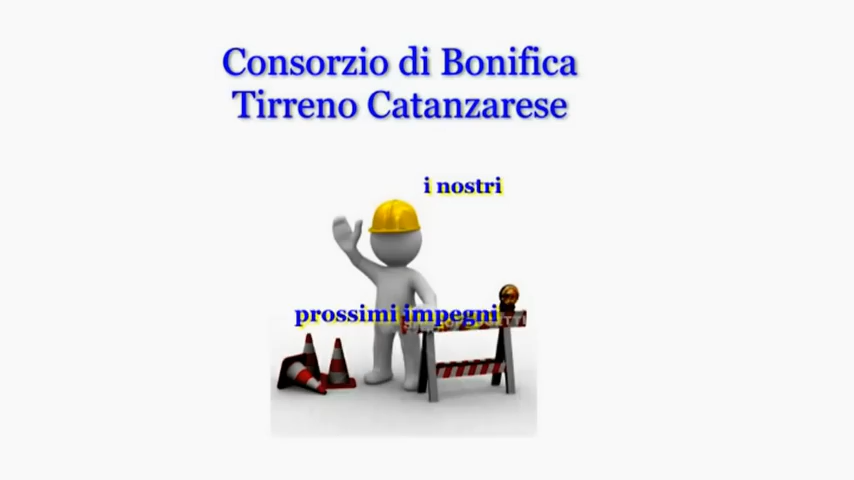 Consorzio di Bonifica
Tirreno Catanzarese
i nostri
prossimi impegni